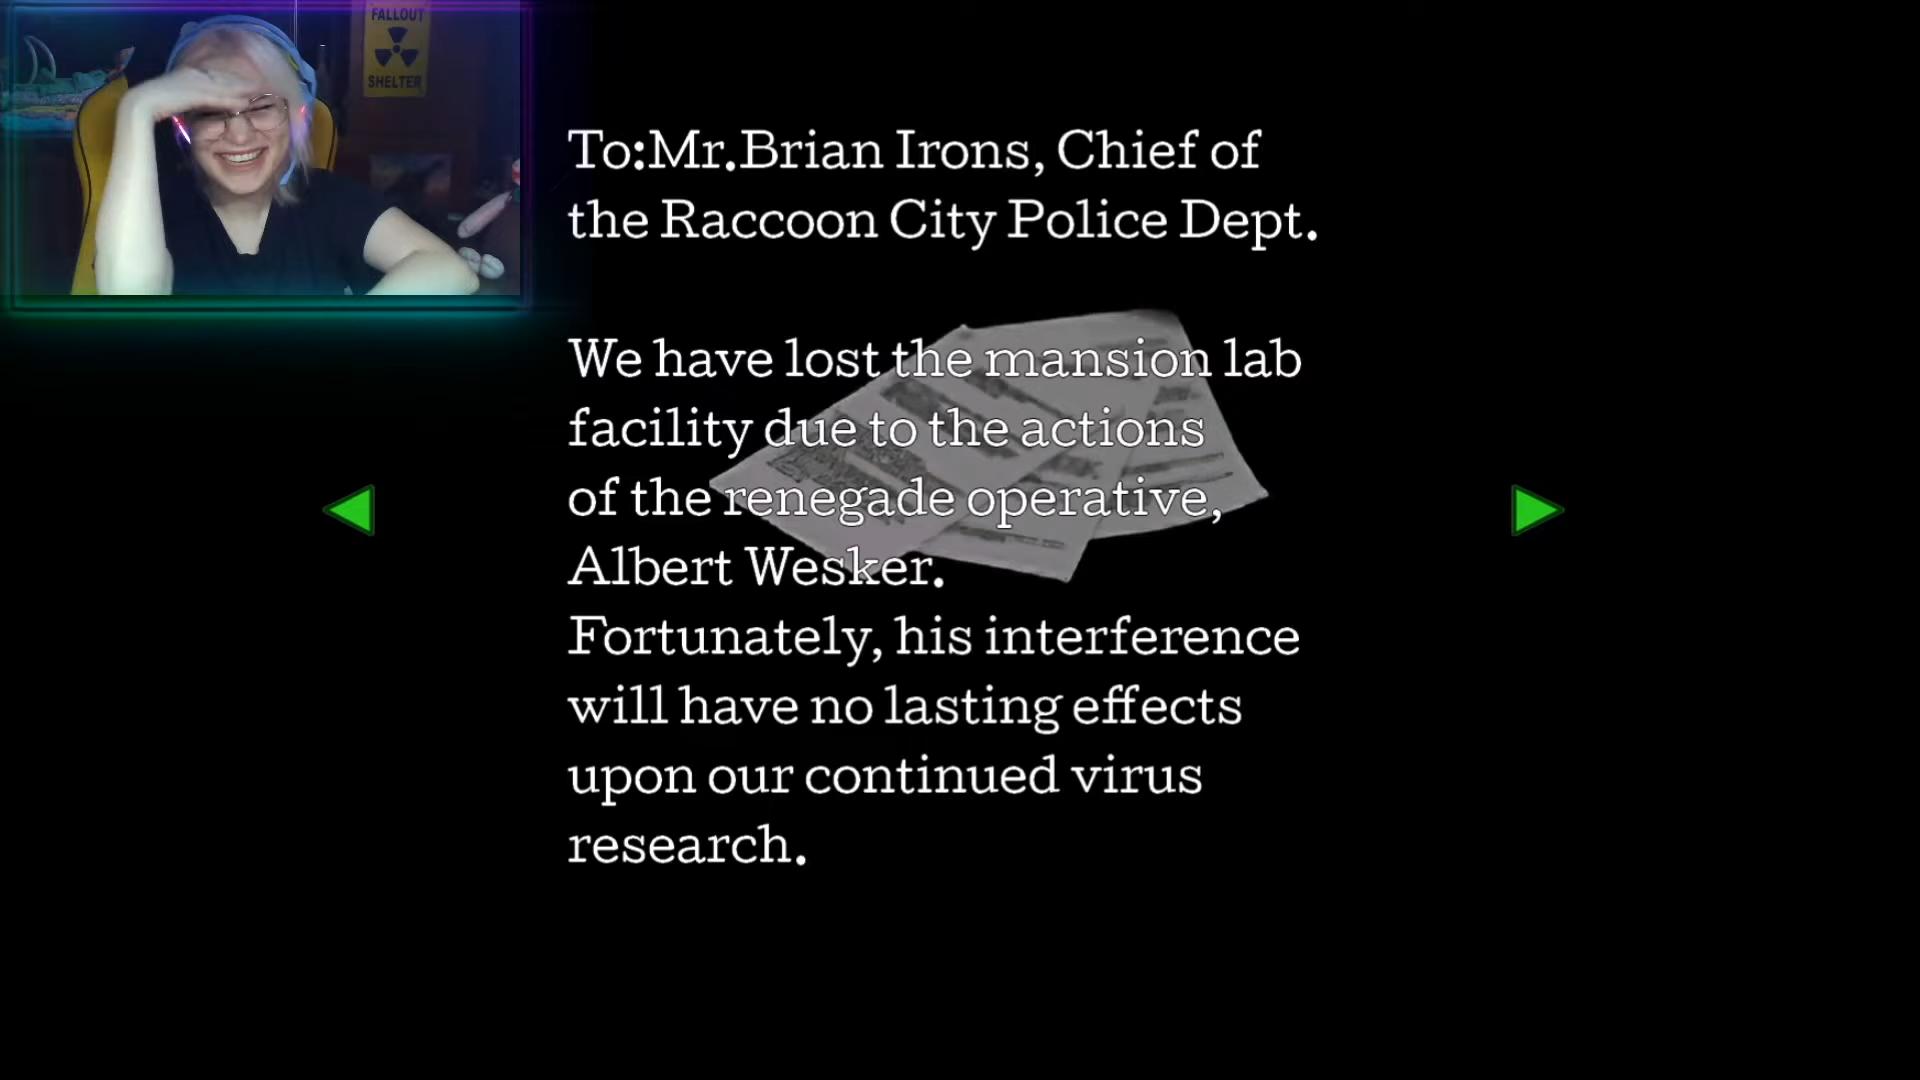 FALLOUT
SHELTER
To:Mr.Brian Irons, Chief of
the Raccoon City Police Dept.
We have lost the mansion lab
facility due to the actions
of the renegade operative,
Albert Wesker.
Fortunately, his interference
will have no lasting effects
upon our continued virus
research.